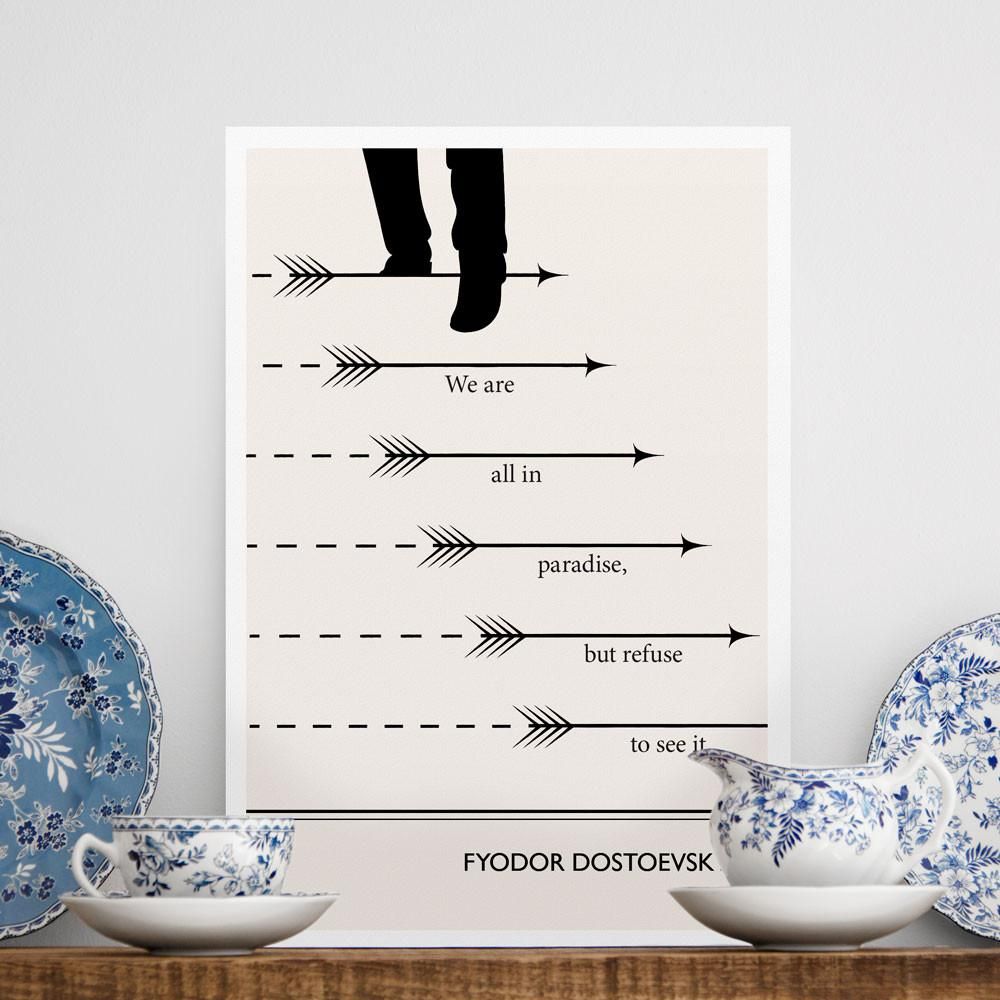 We are
all in
paradise,
but refuse
to see it
FYODOR DOSTOEVSK